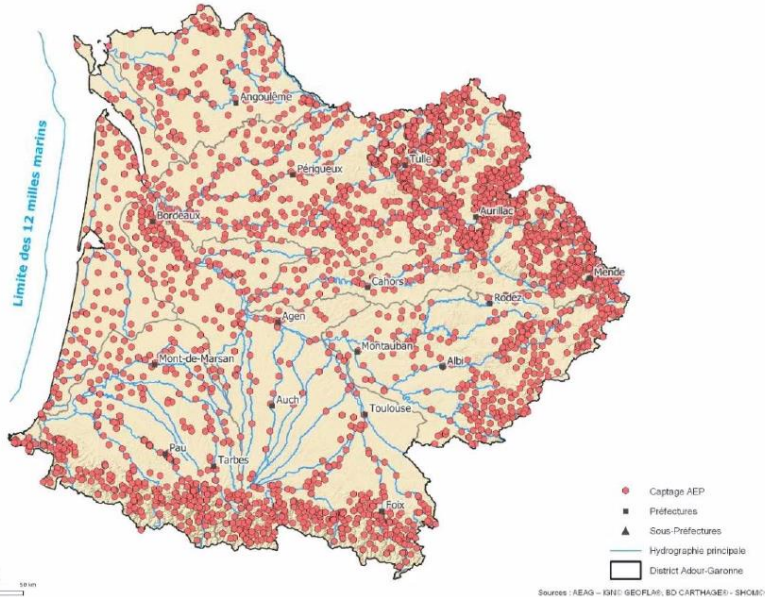 Limite des 12 milles marins
Angoulême
Périgueux
Tulle
Bordeaux
Aurillac
Mende
Cahors
Rodez
Agen
Montauban
Albi
Mont-de-Marsan
Auch
Toulouse
Pau
Tarbes
Foix
Captage AEP
Préfectures
Sous-Préfectures
Hydrographie principale
District Adour-Garonne
50 km
Sources : AEAG - IGN© GEOFLA®, BD CARTHAGE® - SHOM©